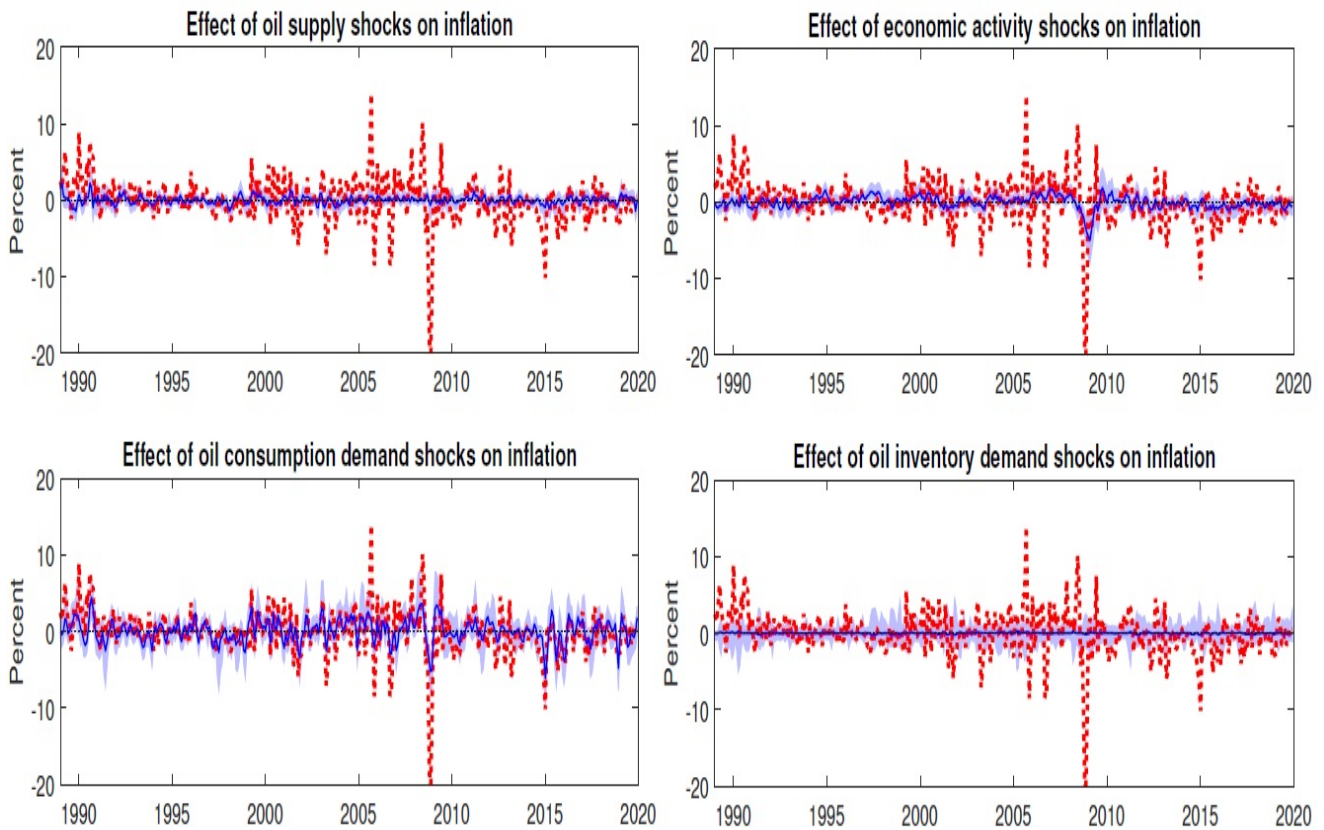 Effect of oil supply shocks on inflation
20
10
0
-10
-20
Percent
1990 1995 2000 2005 2010 2015 2020
Effect of economic activity shocks on inflation
20
10
0
-10
-20
Percent
1990 1995 2000 2005 2010 2015 2020
Effect of oil consumption demand shocks on inflation
20
10
0
-10
-20
Percent
1990 1995 2000 2005 2010 2015 2020
Effect of oil inventory demand shocks on inflation
20
10
0
-10
-20
Percent
1990 1995 2000 2005 2010 2015 2020